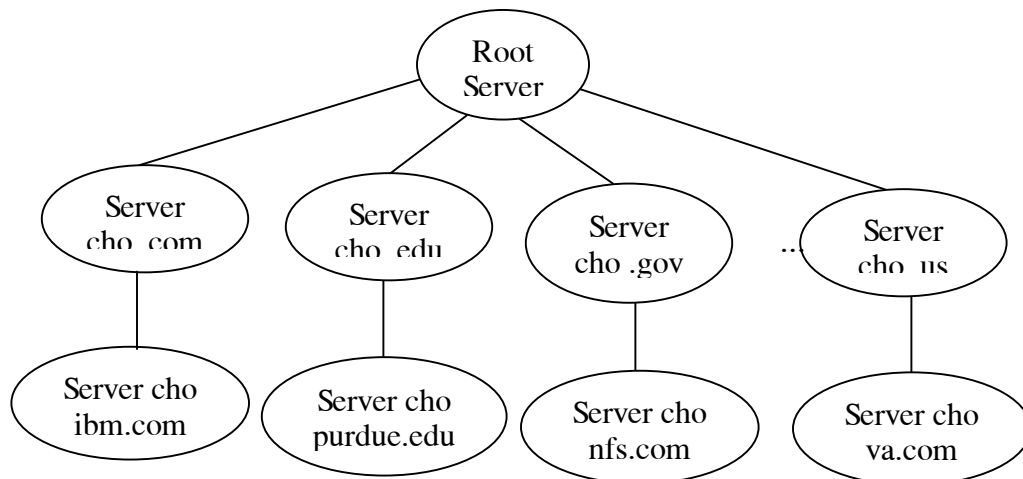 Root
Server
Server
cho .com
Server
cho .edu
Server
cho .gov
...
Server
cho .us
Server cho
ibm.com
Server cho
purdue.edu
Server cho
nfs.com
Server cho
va.com